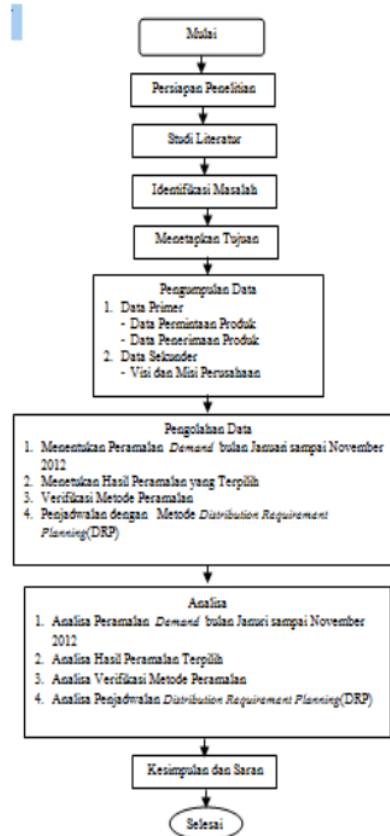 Mulai
Persiapan Penelitian
Studi Literatur
Identifikasi Masalah
Menetapkan Tujuan
Pengumpulan Data
1. Data Primer
- Data Permintaan Produk
- Data Penerimaan Produk
2. Data Sekunder
- Visi dan Misi Perusahaan
Pengolahan Data
1. Menentukan Peramalan Demand bulan Januari sampai November
2012
2. Metetukan Hasil Peramalan yang Terpilih
3. Verifikasi Metode Peramalan
4. Penjadwalan dengan Metode Distribution Requirement
Planning(DRP)
Analisa
1. Analisa Peramalan Demand bulan Januri sampai November
2012
2. Analisa Hasil Peramalan Terpilih
3. Analisa Verifikasi Metode Peramalan
4. Analisa Penjadwalan Distribution Requirement Planning(DRP)
Kesimpulan dan Saran
Selesai